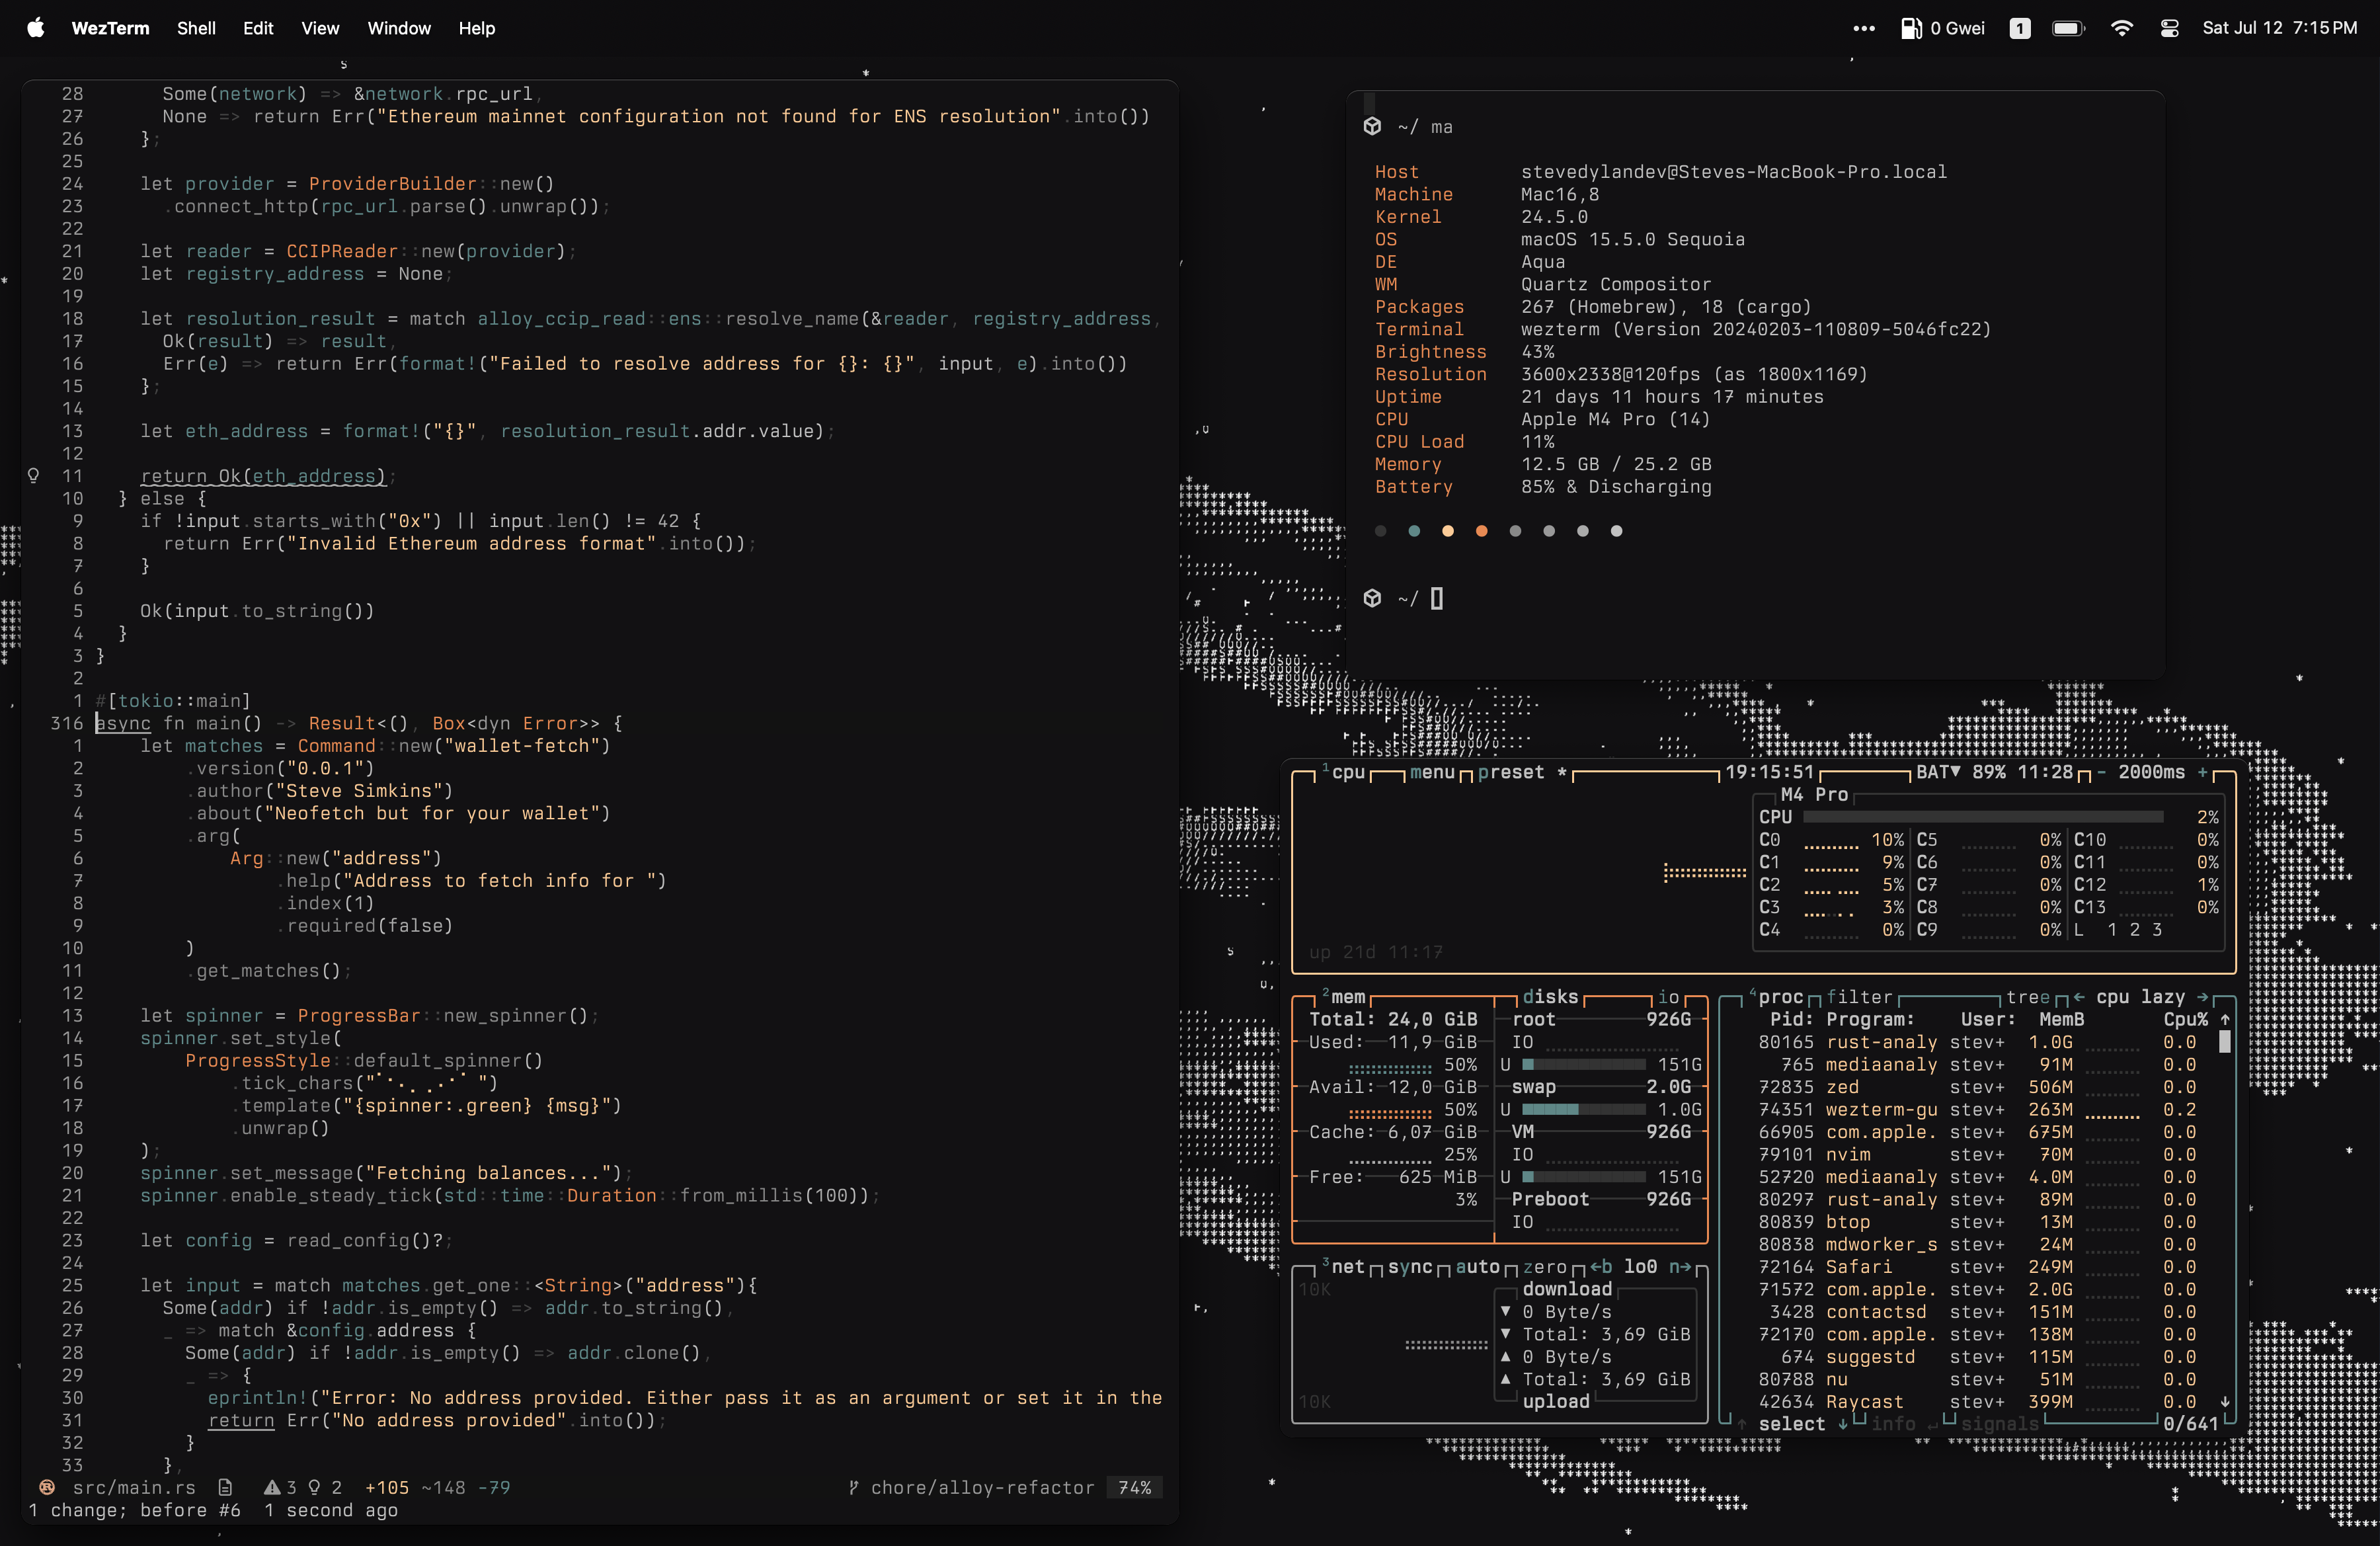 WezTerm Shell Edit View Window Help
••• 0 Gwei 1 Sat Jul 12 7:15 PM
28 Some(network) => &network.rpc_url,
27 None => return Err("Ethereum mainnet configuration not found for ENS resolution".into())
26 };
25
24 let provider = ProviderBuilder::new()
23 .connect_http(rpc_url.parse().unwrap());
22
21 let reader = CCIPReader::new(provider);
20 let registry_address = None;
19
18 let resolution_result = match alloy_ccip_read::ens::resolve_name(&reader, registry_address,
17 Ok(result) => result,
16 Err(e) => return Err(format!("Failed to resolve address for {}: {}", input, e).into())
15 };
14
13 let eth_address = format!("{}", resolution_result.addr.value);
12
11 return Ok(eth_address);
10 } else {
9 if !input.starts_with("0x") || input.len() != 42 {
8 return Err("Invalid Ethereum address format".into());
7 }
6
5 Ok(input.to_string())
4 }
3 }
2
1 #[tokio::main]
316 async fn main() -> Result<(), Box<dyn Error>> {
1 let matches = Command::new("wallet-fetch")
2 .version("0.0.1")
3 .author("Steve Simkins")
4 .about("Neofetch but for your wallet")
5 .arg(
6 Arg::new("address")
7 .help("Address to fetch info for ")
8 .index(1)
9 .required(false)
10 )
11 .get_matches();
12
13 let spinner = ProgressBar::new_spinner();
14 spinner.set_style(
15 ProgressStyle::default_spinner()
16 .tick_chars("⠁⠂⠄⡀⢀⠠⠐⠈ ")
17 .template("{spinner:.green} {msg}")
18 .unwrap()
19 );
20 spinner.set_message("Fetching balances...");
21 spinner.enable_steady_tick(std::time::Duration::from_millis(100));
22
23 let config = read_config()?;
24
25 let input = match matches.get_one::<String>("address"){
26 Some(addr) if !addr.is_empty() => addr.to_string(),
27 _ => match &config.address {
28 Some(addr) if !addr.is_empty() => addr.clone(),
29 _ => {
30 eprintln!("Error: No address provided. Either pass it as an argument or set it in the
31 return Err("No address provided".into());
32 }
33 },
src/main.rs 3 2 +105 ~148 -79 chore/alloy-refactor 74%
1 change; before #6 1 second ago
~/ ma
Host stevedylandev@Steves-MacBook-Pro.local
Machine Mac16,8
Kernel 24.5.0
OS macOS 15.5.0 Sequoia
DE Aqua
WM Quartz Compositor
Packages 267 (Homebrew), 18 (cargo)
Terminal wezterm (Version 20240203-110809-5046fc22)
Brightness 43%
Resolution 3600x2338@120fps (as 1800x1169)
Uptime 21 days 11 hours 17 minutes
CPU Apple M4 Pro (14)
CPU Load 11%
Memory 12.5 GB / 25.2 GB
Battery 85% & Discharging
~/
1cpu menu preset * 19:15:51 BAT▼ 89% 11:28 - 2000ms +
M4 Pro
CPU 2%
C0 10% C5 0% C10 0%
C1 9% C6 0% C11 0%
C2 5% C7 0% C12 1%
C3 3% C8 0% C13 0%
C4 0% C9 0% L 1 2 3
up 21d 11:17
2mem disks io
Total: 24,0 GiB root 926G
Used: 11,9 GiB IO
50% U 151G
Avail: 12,0 GiB swap 2.0G
50% U 1.0G
Cache: 6,07 GiB VM 926G
25% IO
Free: 625 MiB U 151G
3% Preboot 926G
IO
3net sync auto zero ←b lo0 n→
10K download
▼ 0 Byte/s
▼ Total: 3,69 GiB
▲ 0 Byte/s
▲ Total: 3,69 GiB
10K upload
4proc filter tree ← cpu lazy →
Pid: Program: User: MemB Cpu% ↑
80165 rust-analy stev+ 1.0G 0.0
765 mediaanaly stev+ 91M 0.0
72835 zed stev+ 506M 0.0
74351 wezterm-gu stev+ 263M 0.2
66905 com.apple. stev+ 675M 0.0
79101 nvim stev+ 70M 0.0
52720 mediaanaly stev+ 4.0M 0.0
80297 rust-analy stev+ 89M 0.0
80839 btop stev+ 13M 0.0
80838 mdworker_s stev+ 24M 0.0
72164 Safari stev+ 249M 0.0
71572 com.apple. stev+ 2.0G 0.0
3428 contactsd stev+ 151M 0.0
72170 com.apple. stev+ 138M 0.0
674 suggestd stev+ 115M 0.0
80788 nu stev+ 51M 0.0
42634 Raycast stev+ 399M 0.0 ↓
↑ select ↓ info ↵ signals 0/641